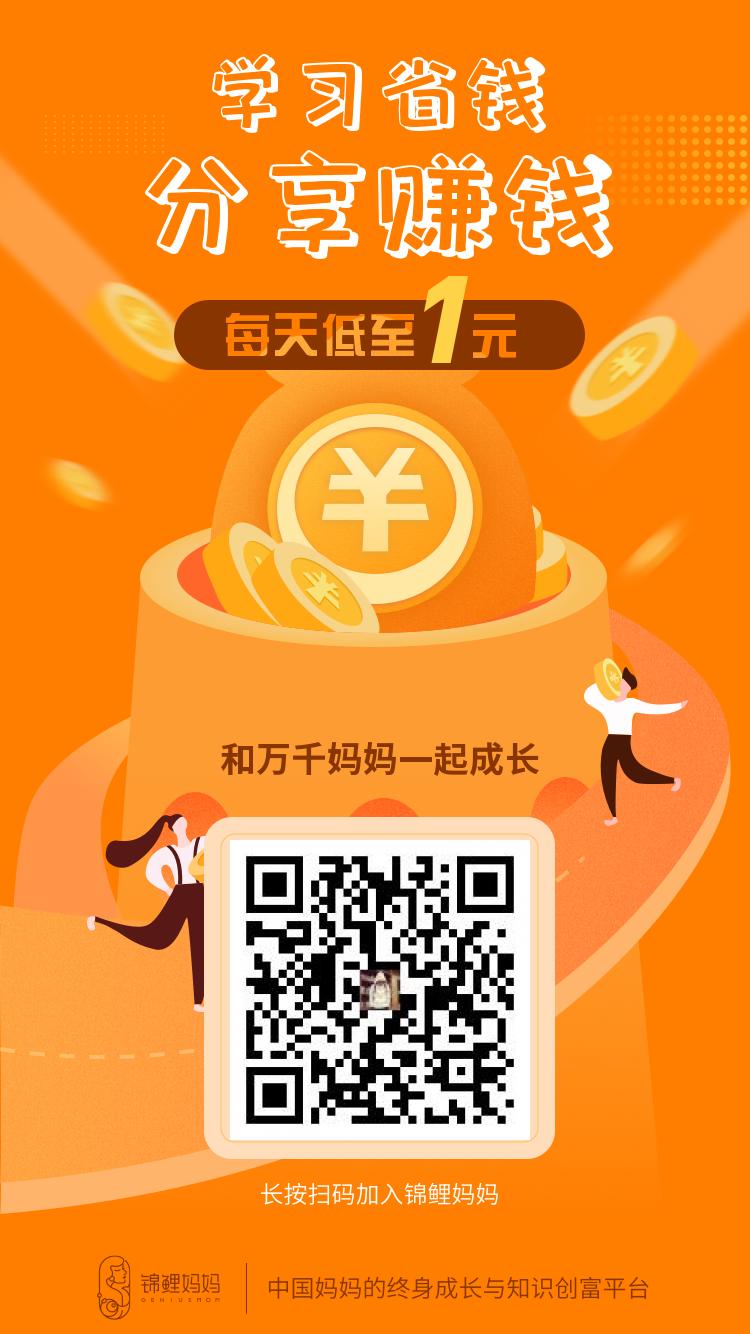 学习省钱
分享赚钱
每天低至1元
和万千妈妈一起成长
长按扫码加入锦鲤妈妈
锦鲤妈妈
GENIUSMOM
中国妈妈的终身成长与知识创富平台